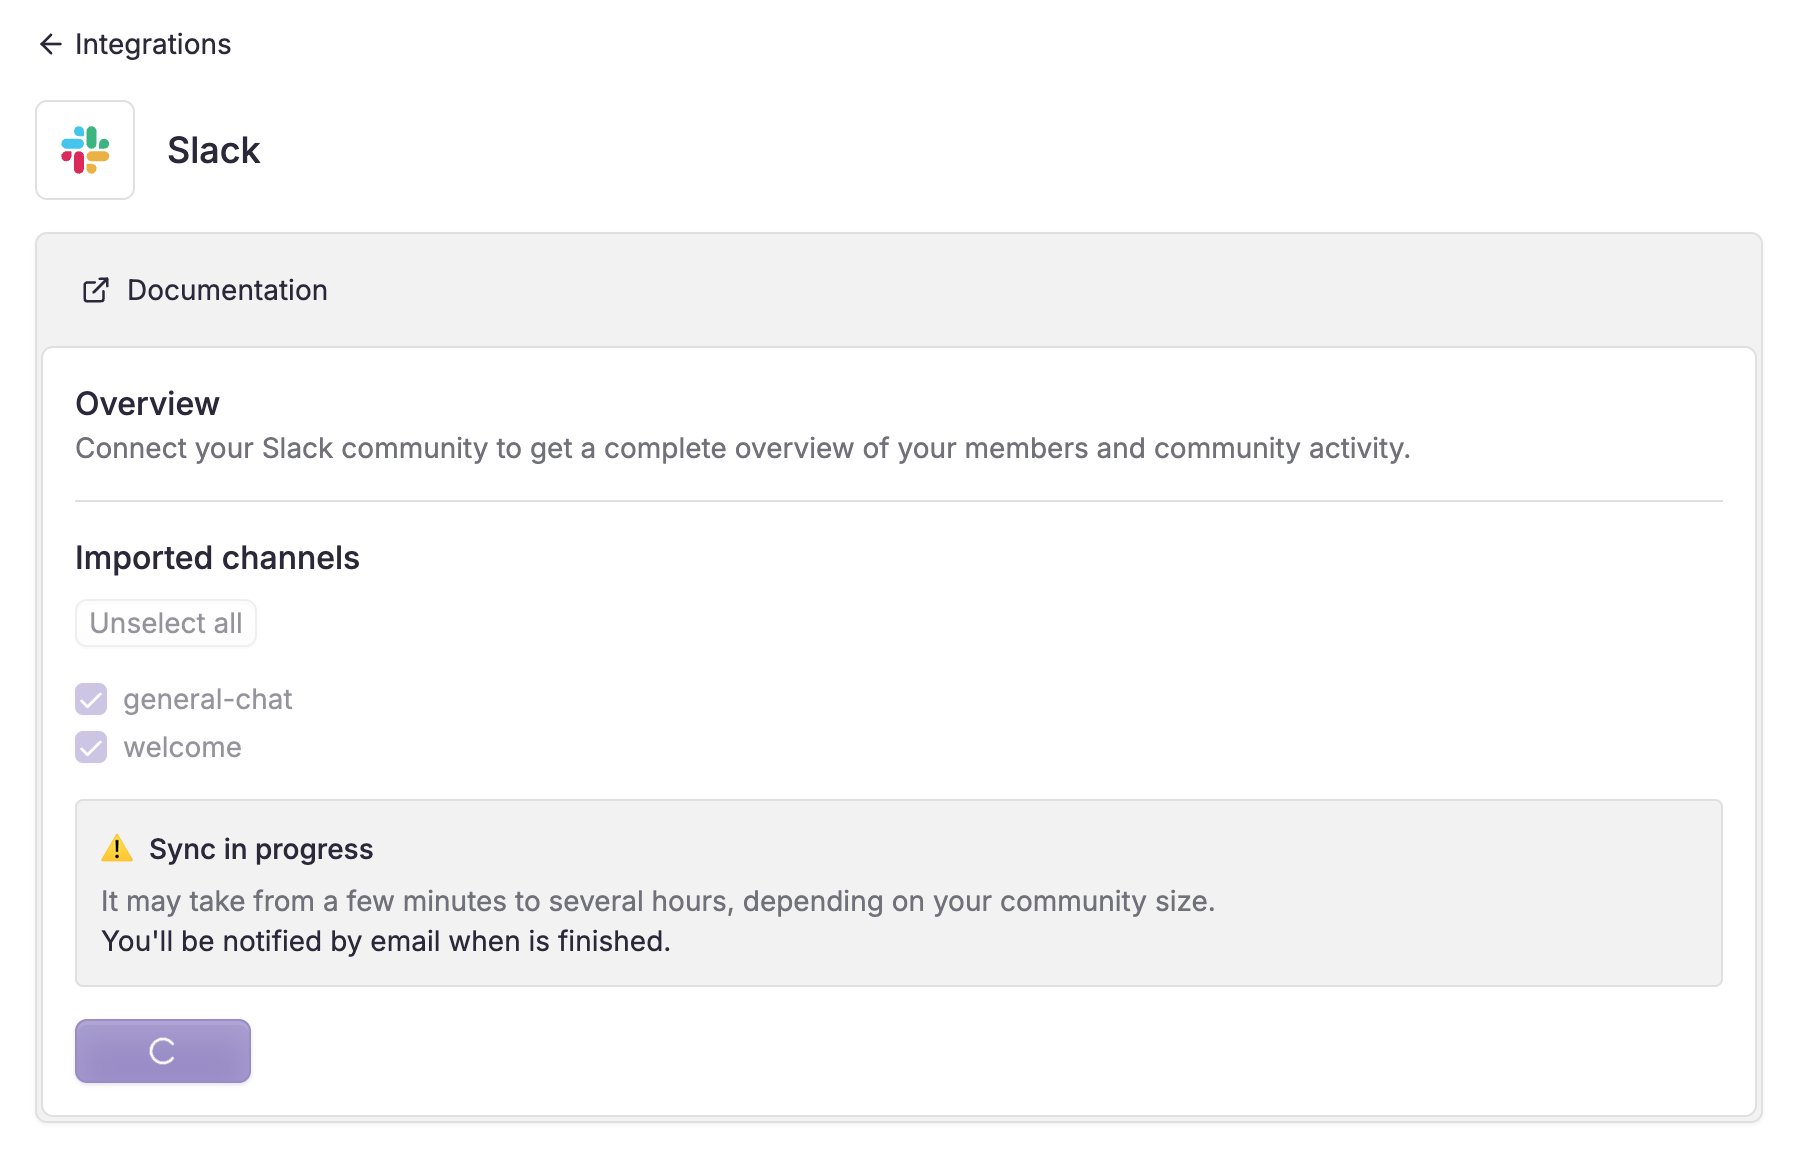 Integrations
Slack
Documentation
Overview
Connect your Slack community to get a complete overview of your members and community activity.
Imported channels
Unselect all
general-chat
welcome
Sync in progress
It may take from a few minutes to several hours, depending on your community size.
You'll be notified by email when is finished.